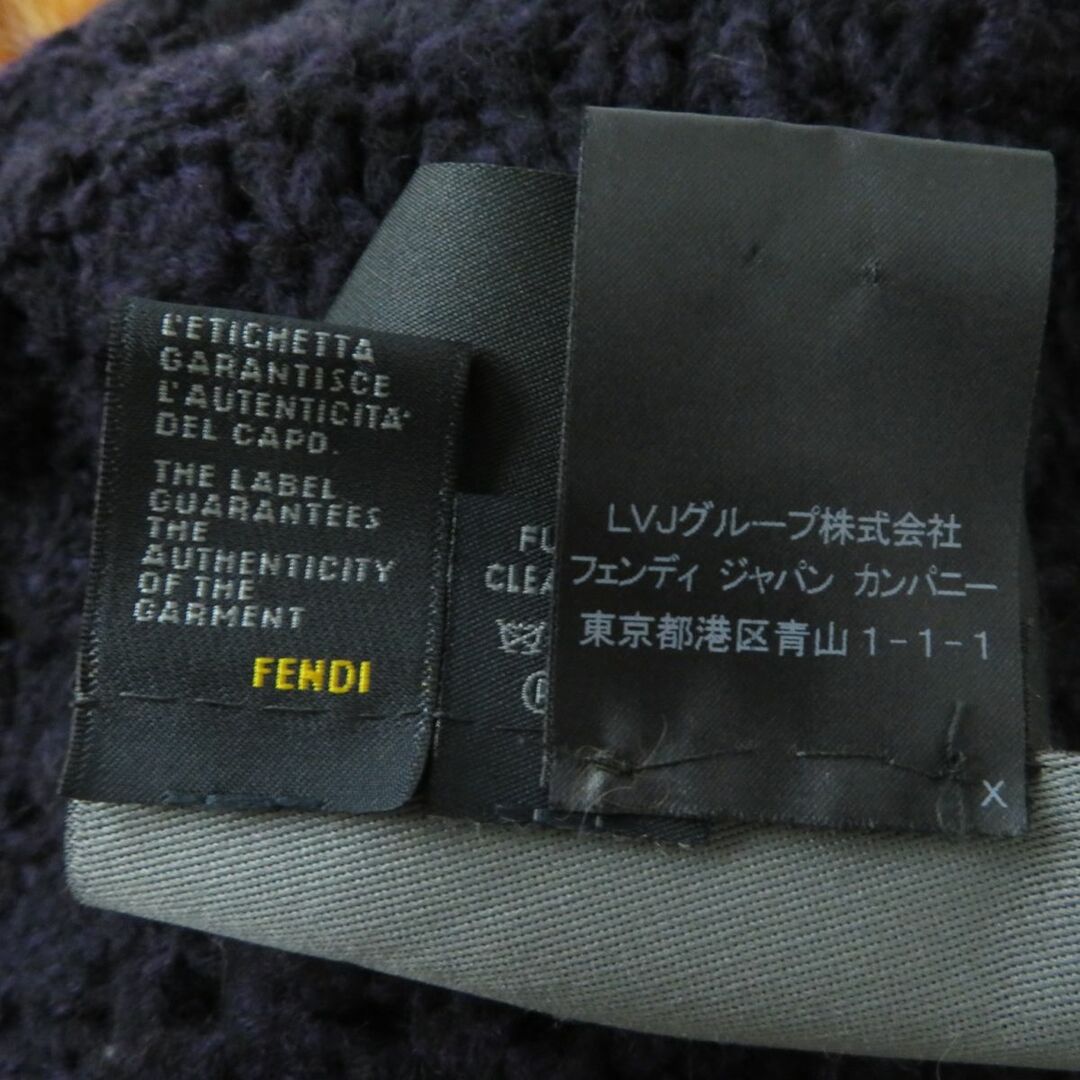 L'ETICHETTA
GARANTISCE
L'AUTENTICITA'
DEL CAPO.
THE LABEL
GUARANTEES
THE
AUTHENTICITY
OF THE
GARMENT
FENDI
LVJグループ株式会社
フェンディ ジャパン カンパニー
東京都港区青山1-1-1
X